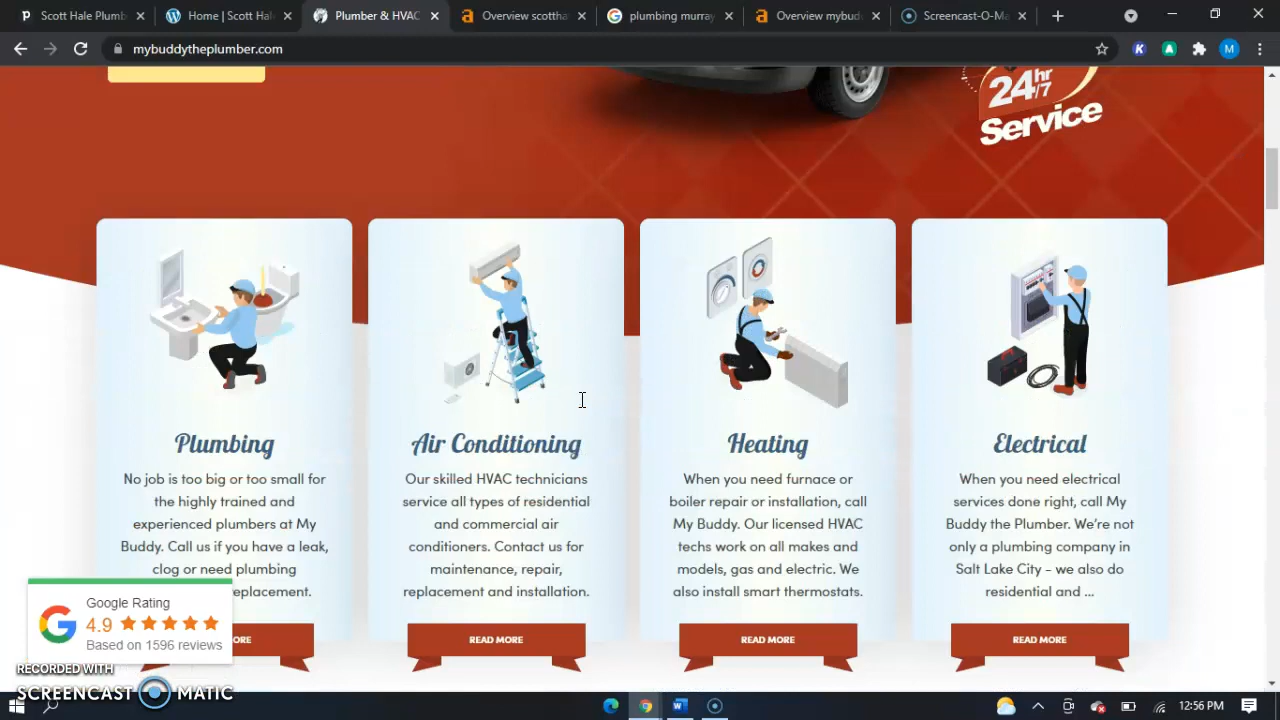 Scott Hale Plumb
Home | Scott Hal
Plumber & HVAC
Overview scottha
plumbing murray
Overview mybud
Screencast-O-Ma
mybuddytheplumber.com
K
A
M
24hr/7
Service
Plumbing
No job is too big or too small for
the highly trained and
experienced plumbers at My
Buddy. Call us if you have a leak,
clog or need plumbing
replacement.
ORE
Air Conditioning
Our skilled HVAC technicians
service all types of residential
and commercial air
conditioners. Contact us for
maintenance, repair,
replacement and installation.
READ MORE
Heating
When you need furnace or
boiler repair or installation, call
My Buddy. Our licensed HVAC
techs work on all makes and
models, gas and electric. We
also install smart thermostats.
READ MORE
Electrical
When you need electrical
services done right, call My
Buddy the Plumber. We're not
only a plumbing company in
Salt Lake City - we also do
residential and ...
READ MORE
Google Rating
4.9
Based on 1596 reviews
RECORDED WITH
SCREENCAST MATIC
12:56 PM